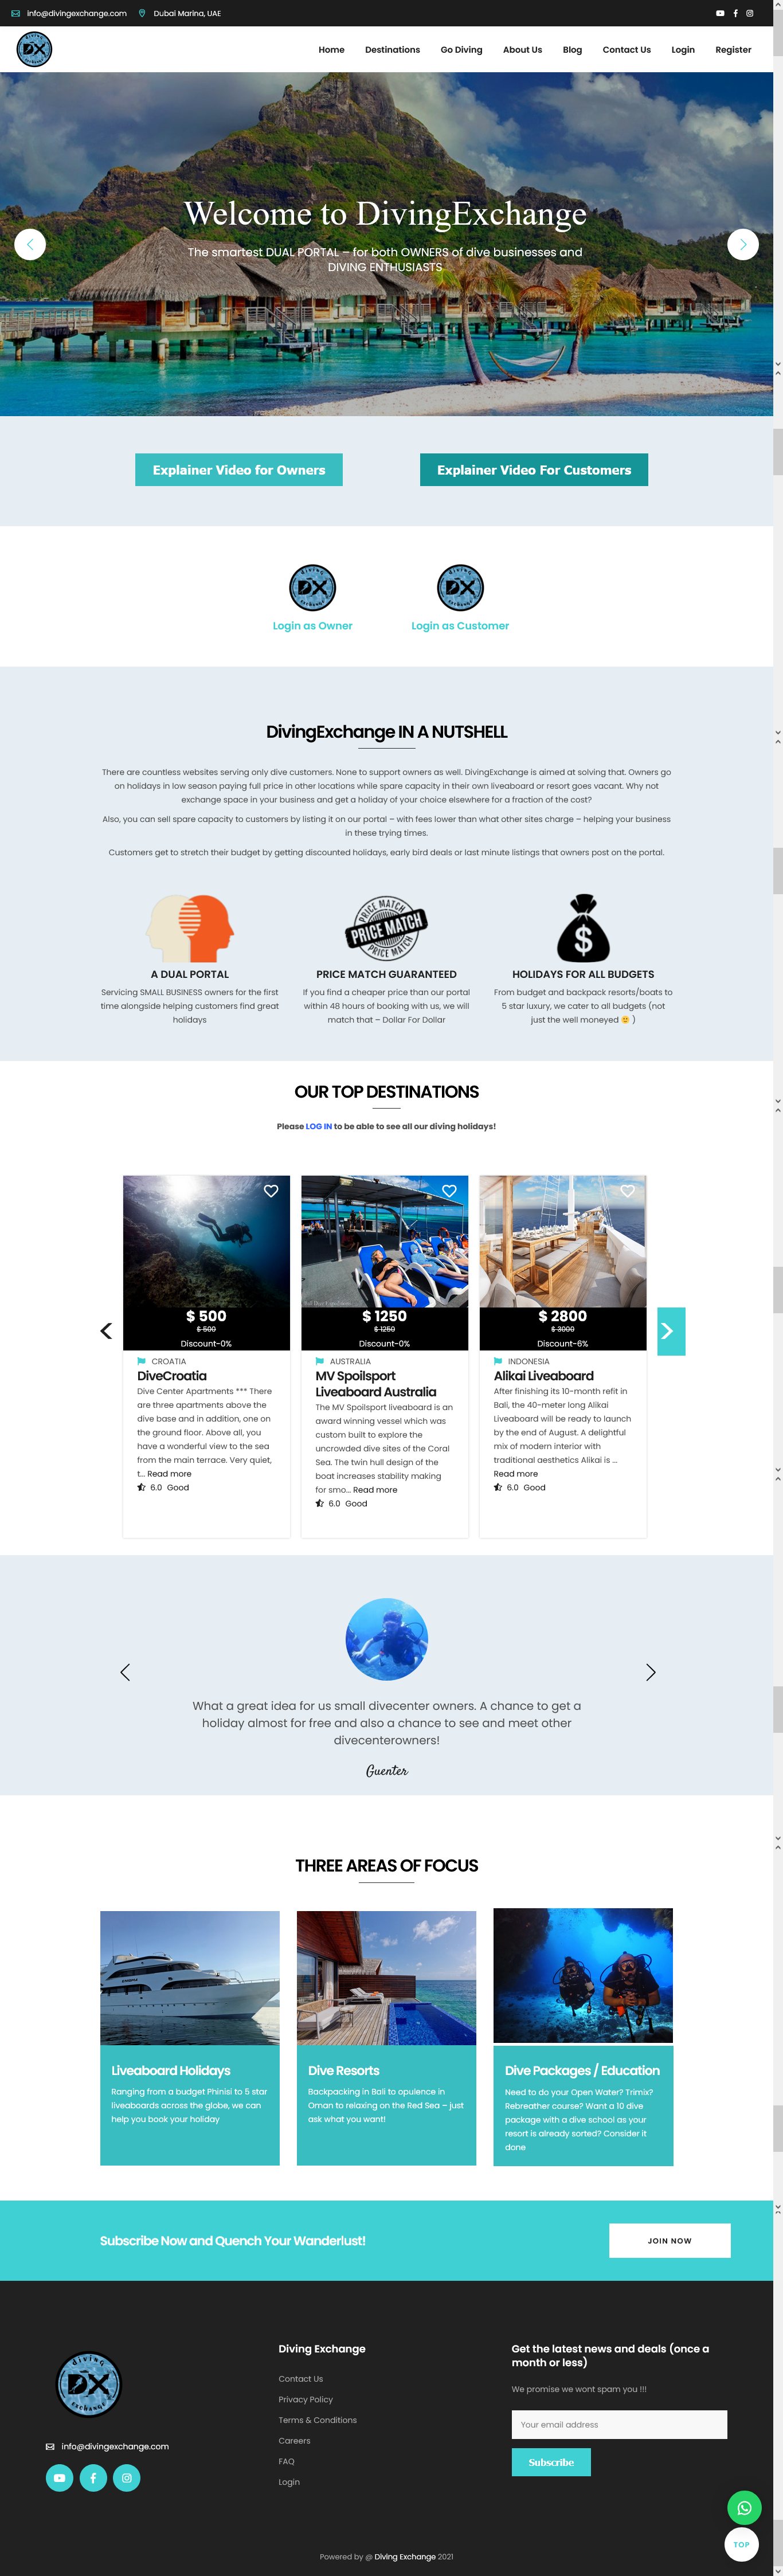 info@divingexchange.com Dubai Marina, UAE
diving DX exchange
Home Destinations Go Diving About Us Blog Contact Us Login Register
Welcome to DivingExchange
The smartest DUAL PORTAL – for both OWNERS of dive businesses and
DIVING ENTHUSIASTS
Explainer Video for Owners
Explainer Video For Customers
diving DX exchange
diving DX exchange
Login as Owner
Login as Customer
DivingExchange IN A NUTSHELL
There are countless websites serving only dive customers. None to support owners as well. DivingExchange is aimed at solving that. Owners go
on holidays in low season paying full price in other locations while spare capacity in their own liveaboard or resort goes vacant. Why not
exchange space in your business and get a holiday of your choice elsewhere for a fraction of the cost?
Also, you can sell spare capacity to customers by listing it on our portal – with fees lower than what other sites charge – helping your business
in these trying times.
Customers get to stretch their budget by getting discounted holidays, early bird deals or last minute listings that owners post on the portal.
PRICE MATCH
PRICE MATCH
PRICE MATCH
$
A DUAL PORTAL
Servicing SMALL BUSINESS owners for the first
time alongside helping customers find great
holidays
PRICE MATCH GUARANTEED
If you find a cheaper price than our portal
within 48 hours of booking with us, we will
match that – Dollar For Dollar
HOLIDAYS FOR ALL BUDGETS
From budget and backpack resorts/boats to
5 star luxury, we cater to all budgets (not
just the well moneyed 🙂 )
OUR TOP DESTINATIONS
Please LOG IN to be able to see all our diving holidays!
$ 500
$ 500
Discount-0%
CROATIA
DiveCroatia
Dive Center Apartments *** There
are three apartments above the
dive base and in addition, one on
the ground floor. Above all, you
have a wonderful view to the sea
from the main terrace. Very quiet,
t... Read more
6.0 Good
$ 1250
$ 1250
Discount-0%
AUSTRALIA
MV Spoilsport
Liveaboard Australia
The MV Spoilsport liveaboard is an
award winning vessel which was
custom built to explore the
uncrowded dive sites of the Coral
Sea. The twin hull design of the
boat increases stability making
for smo... Read more
6.0 Good
$ 2800
$ 3000
Discount-6%
INDONESIA
Alikai Liveaboard
After finishing its 10-month refit in
Bali, the 40-meter long Alikai
Liveaboard will be ready to launch
by the end of August. A delightful
mix of modern interior with
traditional aesthetics Alikai is ...
Read more
6.0 Good
What a great idea for us small divecenter owners. A chance to get a
holiday almost for free and also a chance to see and meet other
divecenterowners!
Guenter
THREE AREAS OF FOCUS
Liveaboard Holidays
Ranging from a budget Phinisi to 5 star
liveaboards across the globe, we can
help you book your holiday
Dive Resorts
Backpacking in Bali to opulence in
Oman to relaxing on the Red Sea – just
ask what you want!
Dive Packages / Education
Need to do your Open Water? Trimix?
Rebreather course? Want a 10 dive
package with a dive school as your
resort is already sorted? Consider it
done
Subscribe Now and Quench Your Wanderlust!
JOIN NOW
diving DX exchange
info@divingexchange.com
Diving Exchange
Contact Us
Privacy Policy
Terms & Conditions
Careers
FAQ
Login
Get the latest news and deals (once a
month or less)
We promise we wont spam you !!!
Your email address
Subscribe
TOP
Powered by @ Diving Exchange 2021